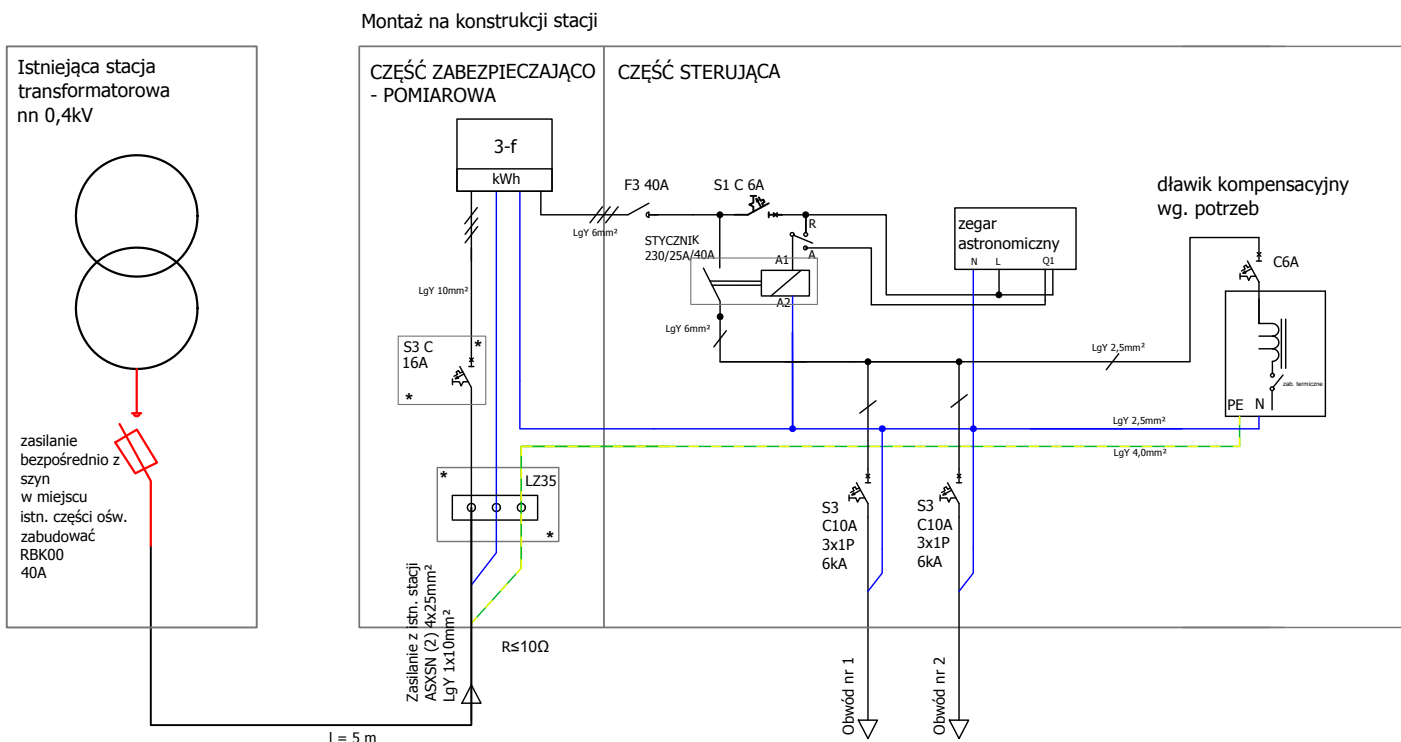 Montaż na konstrukcji stacji
Istniejąca stacja
transformatorowa
nn 0,4kV
zasilanie
bezpośrednio z
szyn
w miejscu
istn. części ośw.
zabudować
RBK00
40A
l = 5 m
CZĘŚĆ ZABEZPIECZAJĄCO
- POMIAROWA
3-f
kWh
LgY 10mm²
S3 C
16A
*
*
*
LZ35
*
Zasilanie z istn. stacji
ASXSN (2) 4x25mm²
LgY 1x10mm²
R≤10Ω
CZĘŚĆ STERUJĄCA
F3 40A
LgY 6mm²
S1 C 6A
R
A
STYCZNIK
230/25A/40A
A1
A2
LgY 6mm²
zegar
astronomiczny
N L Q1
dławik kompensacyjny
wg. potrzeb
C6A
LgY 2,5mm²
zab. termiczne
PE N
LgY 2,5mm²
LgY 4,0mm²
S3
C10A
3x1P
6kA
S3
C10A
3x1P
6kA
Obwód nr 1
Obwód nr 2